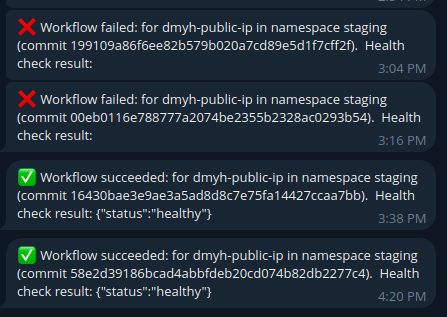 ❌ Workflow failed: for dmyh-public-ip in namespace staging
(commit 199109a86f6ee82b579b020a7cd89e5d1f7cff2f).  Health
check result:
3:04 PM
❌ Workflow failed: for dmyh-public-ip in namespace staging
(commit 00eb0116e788777a2074be2355b2328ac0293b54).  Health
check result:
3:16 PM
✅ Workflow succeeded: for dmyh-public-ip in namespace staging
(commit 16430bae3e9ae3a5ad8d8c7e75fa14427ccaa7bb).  Health
check result: {"status":"healthy"}
3:38 PM
✅ Workflow succeeded: for dmyh-public-ip in namespace staging
(commit 58e2d39186bcad4abbfdeb20cd074b82db2277c4).  Health
check result: {"status":"healthy"}
4:20 PM